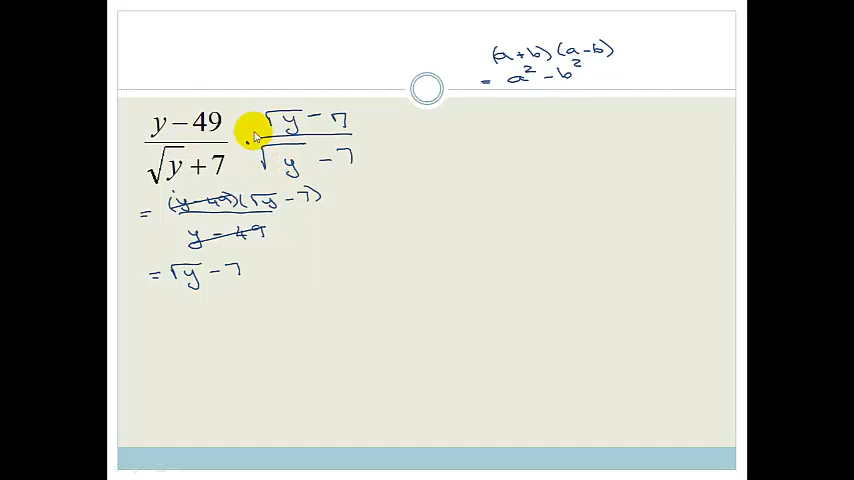 (a+b)(a-b)
= a² - b²
y - 49 / √y + 7 · √y - 7 / √y - 7
= (y - 49)(√y - 7) / y - 49
= √y - 7